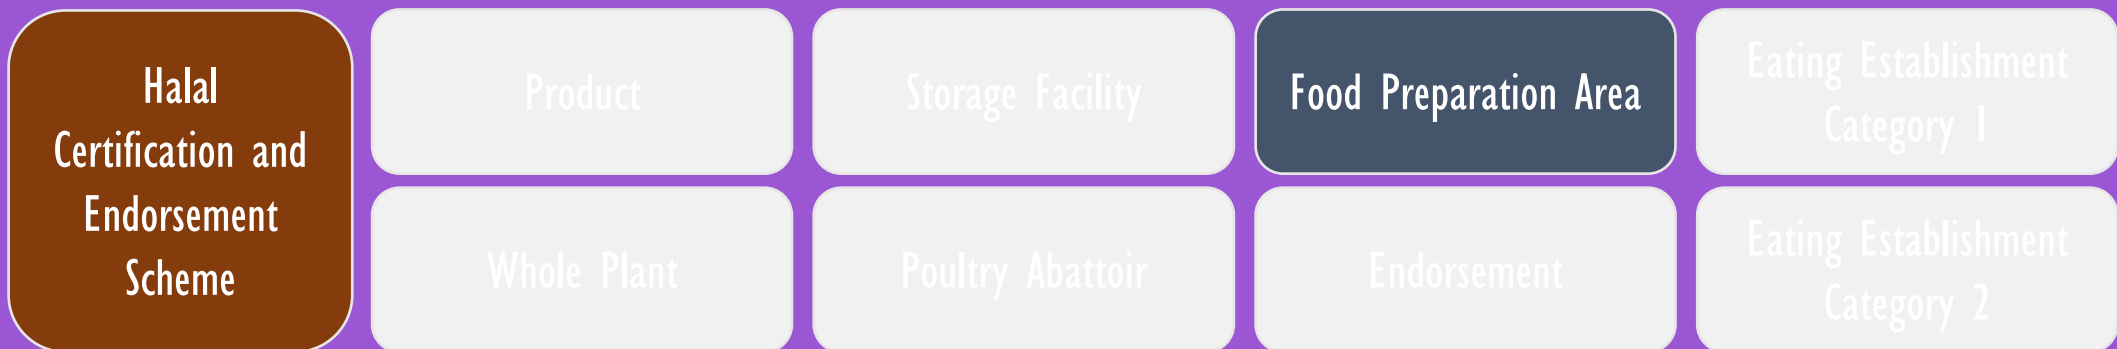 Halal
Certification and
Endorsement
Scheme
Product
Storage Facility
Food Preparation Area
Eating Establishment
Category 1
Whole Plant
Poultry Abattoir
Endorsement
Eating Establishment
Category 2